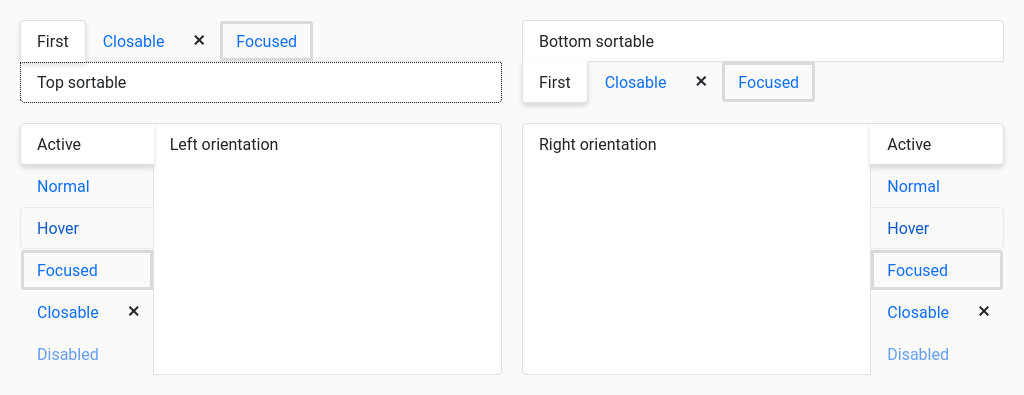 First Closable × Focused
Top sortable
Bottom sortable
First Closable × Focused
Active
Normal
Hover
Focused
Closable ×
Disabled
Left orientation
Right orientation
Active
Normal
Hover
Focused
Closable ×
Disabled